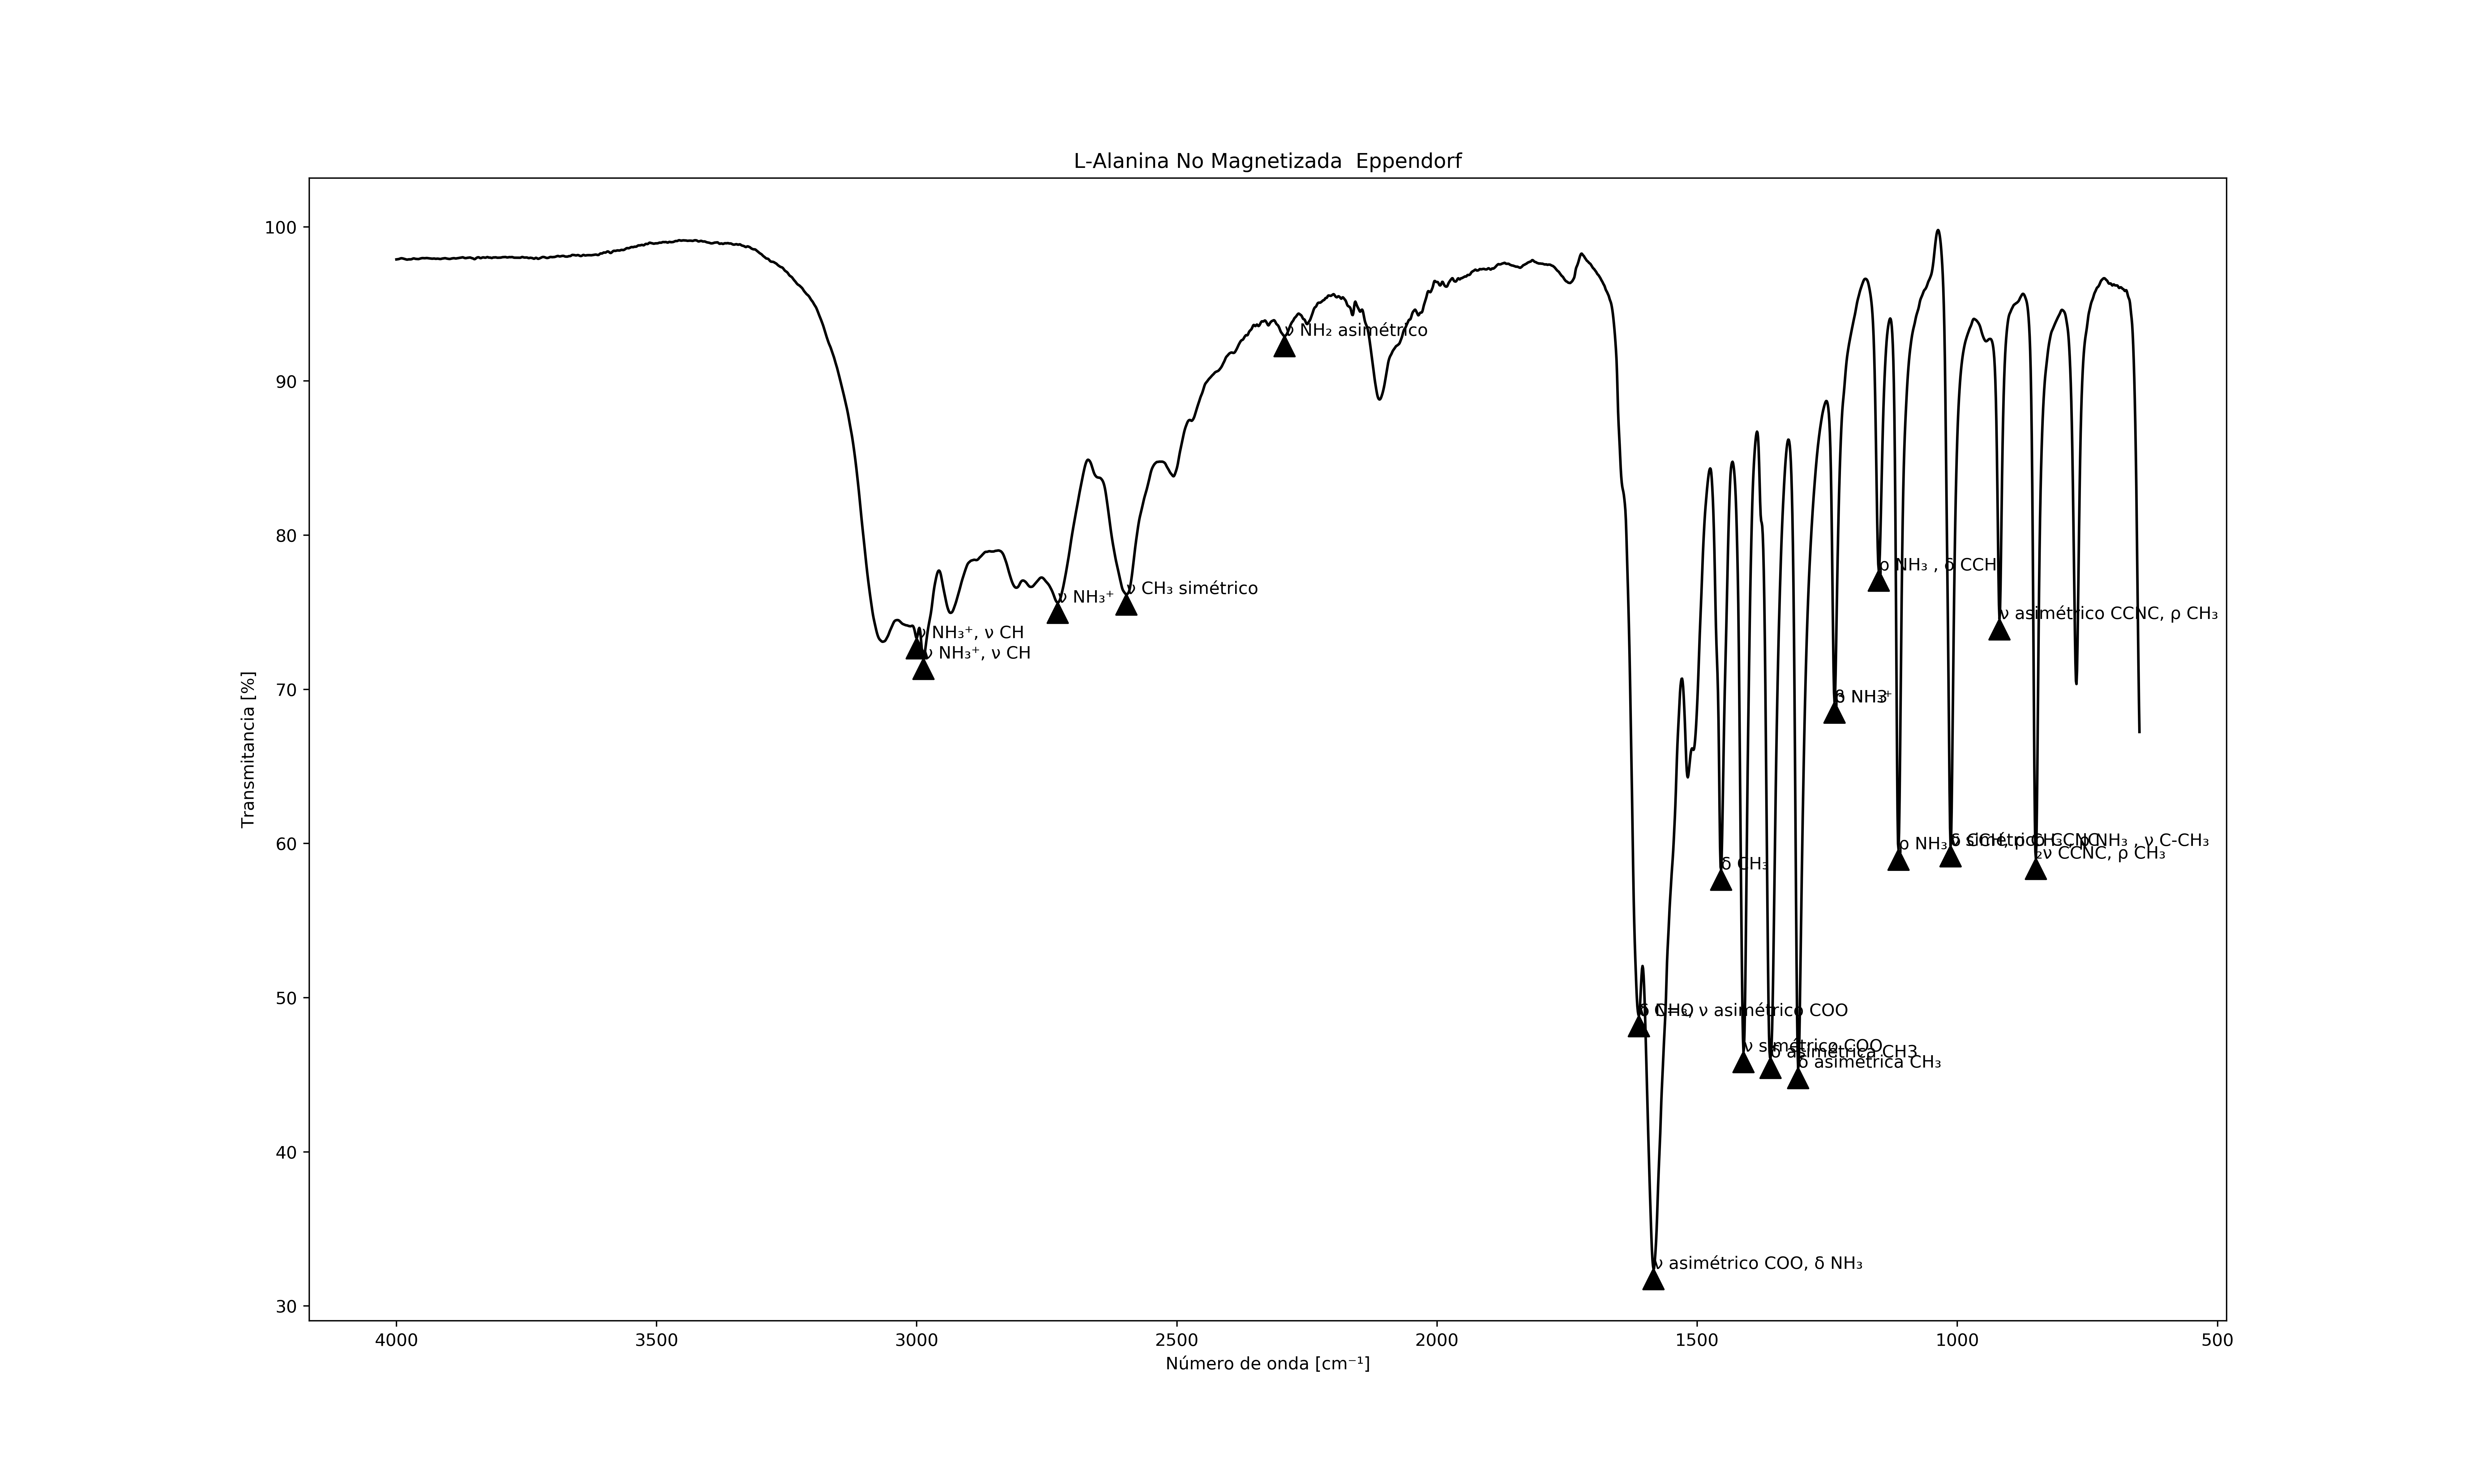 L-Alanina No Magnetizada  Eppendorf
100
90
80
70
60
50
40
30
Transmitancia [%]
ν NH₂ asimétrico
ρ NH₃ , δ CCH
ν CH₃ simétrico
ν NH₃⁺
ν asimétrico CCNC, ρ CH₃
ν NH₃⁺, ν CH
ν NH₃⁺, ν CH
δ NH₃⁺
ρ NH₃
, ν C-CH₃
ν CCNC, ρ CH₃
δ CH₃
ν asimétrico COO
ν simétrico COO
δ asimétrica CH3
δ asimétrica CH₃
ν asimétrico COO, δ NH₃
4000
3500
3000
2500
2000
1500
1000
500
Número de onda [cm⁻¹]